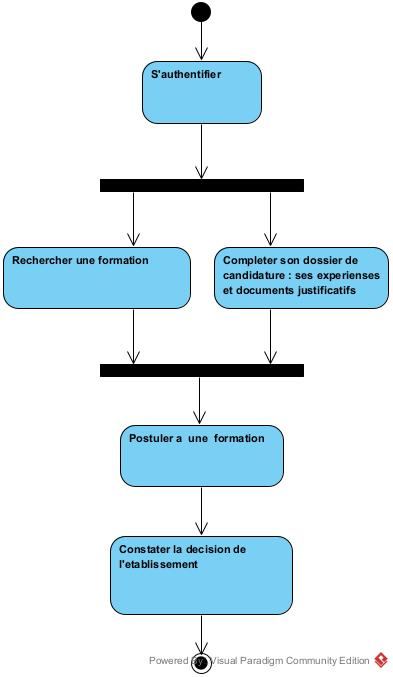 S'authentifier
Rechercher une formation
Completer son dossier de
candidature : ses experienses
et documents justificatifs
Postuler a une formation
Constater la decision de
l'etablissement
Powered By Visual Paradigm Community Edition